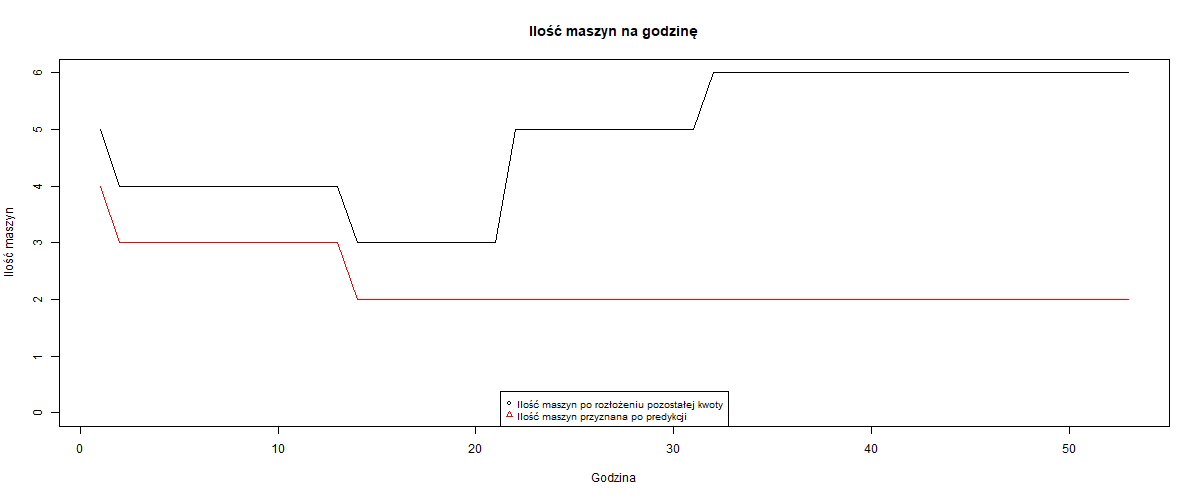 Ilość maszyn na godzinę
Ilość maszyn
6
5
4
3
2
1
0
Ilość maszyn po rozłożeniu pozostałej kwoty
Ilość maszyn przyznana po predykcji
0 10 20 30 40 50
Godzina